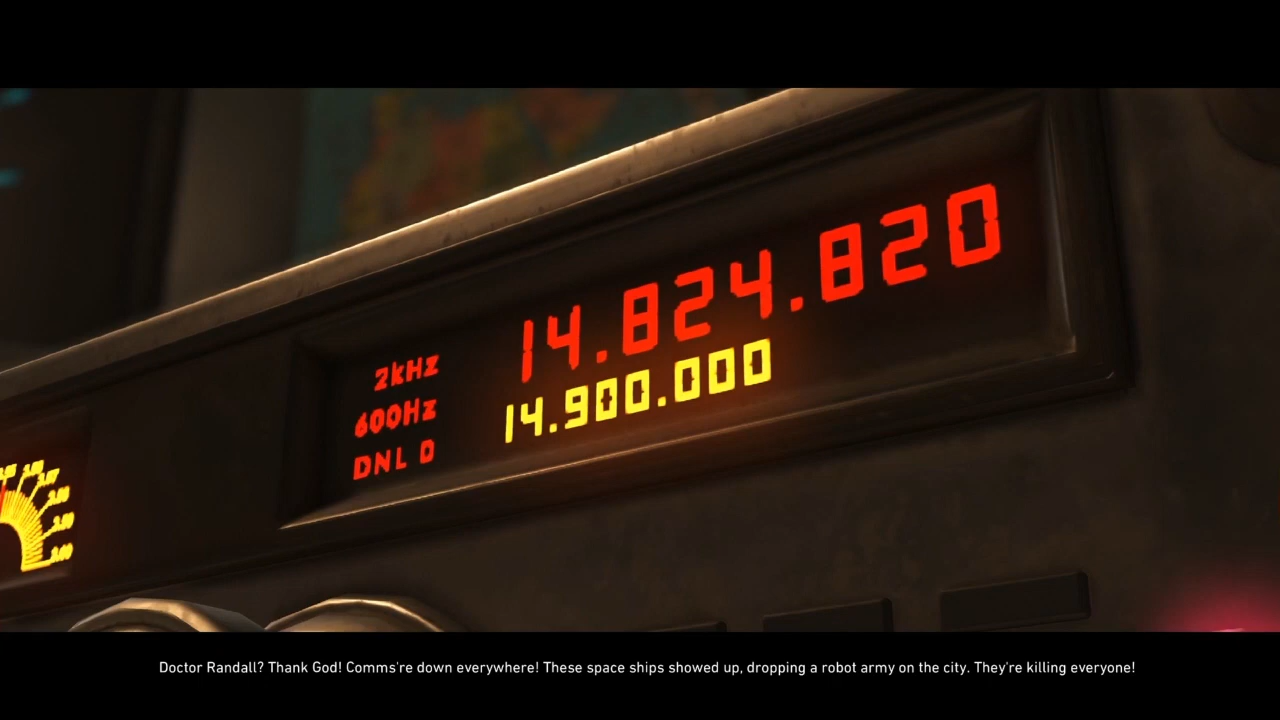 14.824.820
2kHz
14.900.000
600Hz
DNL 0
Doctor Randall? Thank God! Comms're down everywhere! These space ships showed up, dropping a robot army on the city. They're killing everyone!